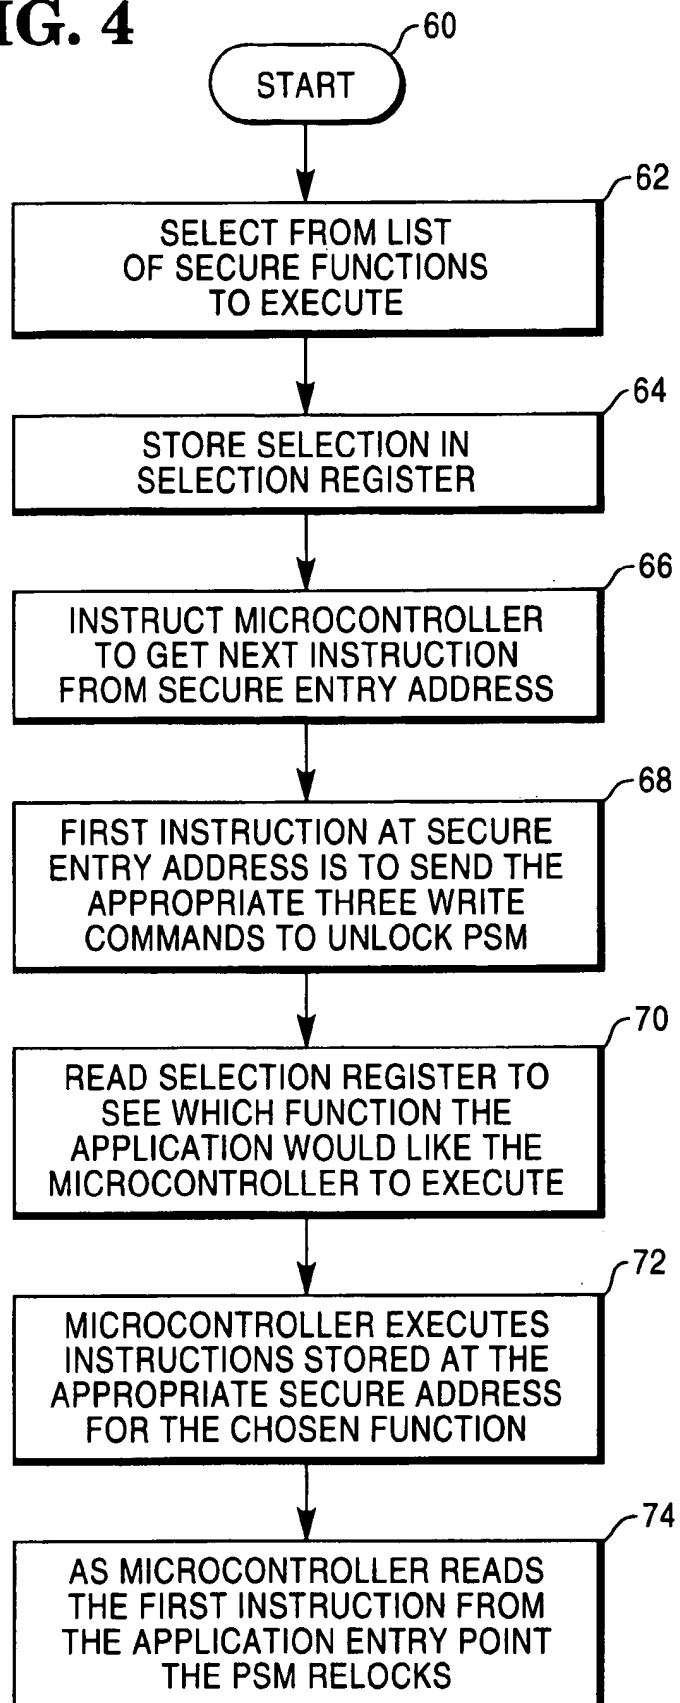 IG. 4
60
START
62
SELECT FROM LIST
OF SECURE FUNCTIONS
TO EXECUTE
64
STORE SELECTION IN
SELECTION REGISTER
66
INSTRUCT MICROCONTROLLER
TO GET NEXT INSTRUCTION
FROM SECURE ENTRY ADDRESS
68
FIRST INSTRUCTION AT SECURE
ENTRY ADDRESS IS TO SEND THE
APPROPRIATE THREE WRITE
COMMANDS TO UNLOCK PSM
70
READ SELECTION REGISTER TO
SEE WHICH FUNCTION THE
APPLICATION WOULD LIKE THE
MICROCONTROLLER TO EXECUTE
72
MICROCONTROLLER EXECUTES
INSTRUCTIONS STORED AT THE
APPROPRIATE SECURE ADDRESS
FOR THE CHOSEN FUNCTION
74
AS MICROCONTROLLER READS
THE FIRST INSTRUCTION FROM
THE APPLICATION ENTRY POINT
THE PSM RELOCKS